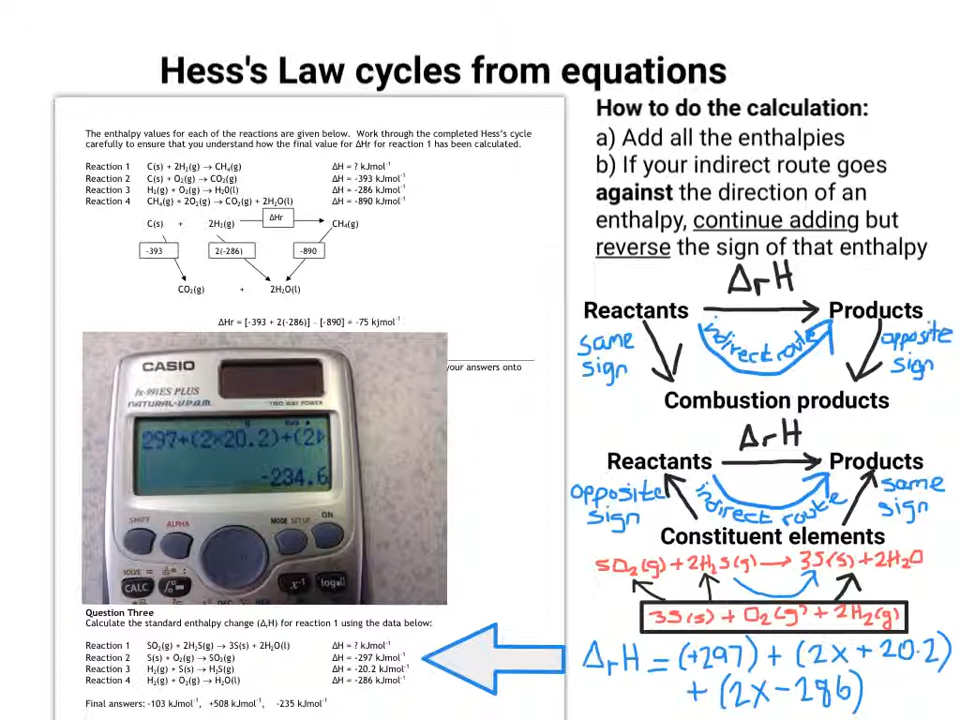 Hess's Law cycles from equations
The enthalpy values for each of the reactions are given below. Work through the completed Hess's cycle
carefully to ensure that you understand how the final value for ΔHr for reaction 1 has been calculated.
Reaction 1 C(s) + 2H₂(g) → CH₄(g) ΔH = ? kJmol⁻¹
Reaction 2 C(s) + O₂(g) → CO₂(g) ΔH = -393 kJmol⁻¹
Reaction 3 H₂(g) + O₂(g) → H₂0(l) ΔH = -286 kJmol⁻¹
Reaction 4 CH₄(g) + 2O₂(g) → CO₂(g) + 2H₂O(l) ΔH = -890 kJmol⁻¹
ΔHr
C(s) + 2H₂(g) CH₄(g)
-393 2(-286) -890
CO₂(g) + 2H₂O(l)
ΔHr = [-393 + 2(-286)] - [-890] = -75 kjmol⁻¹
your answers onto
CASIO
fx-991ES PLUS
NATURAL-V.P.A.M.
TWO WAY POWER
297+(2×20.2)+(2
-234.6
SHIFT ALPHA MODE SETUP ON
SOLVE =
CALC x⁻¹ log
Question Three
Calculate the standard enthalpy change (ΔᵣH) for reaction 1 using the data below:
Reaction 1 SO₂(g) + 2H₂S(g) → 3S(s) + 2H₂O(l) ΔH = ? kJmol⁻¹
Reaction 2 S(s) + O₂(g) → SO₂(g) ΔH = -297 kJmol⁻¹
Reaction 3 H₂(g) + S(s) → H₂S(g) ΔH = -20.2 kJmol⁻¹
Reaction 4 H₂(g) + O₂(g) → H₂O(l) ΔH = -286 kJmol⁻¹
Final answers: -103 kJmol⁻¹, +508 kJmol⁻¹, -235 kJmol⁻¹
How to do the calculation:
a) Add all the enthalpies
b) If your indirect route goes
against the direction of an
enthalpy, continue adding but
reverse the sign of that enthalpy
ΔrH
Reactants Products
same sign indirect route opposite sign
Combustion products
ΔrH
Reactants Products
opposite sign indirect route same sign
Constituent elements
SO₂(g) + 2H₂S(g) → 3S(s) + 2H₂O
3S(s) + O₂(g) + 2H₂(g)
ΔrH = (+297) + (2x + 20.2)
+ (2x - 286)